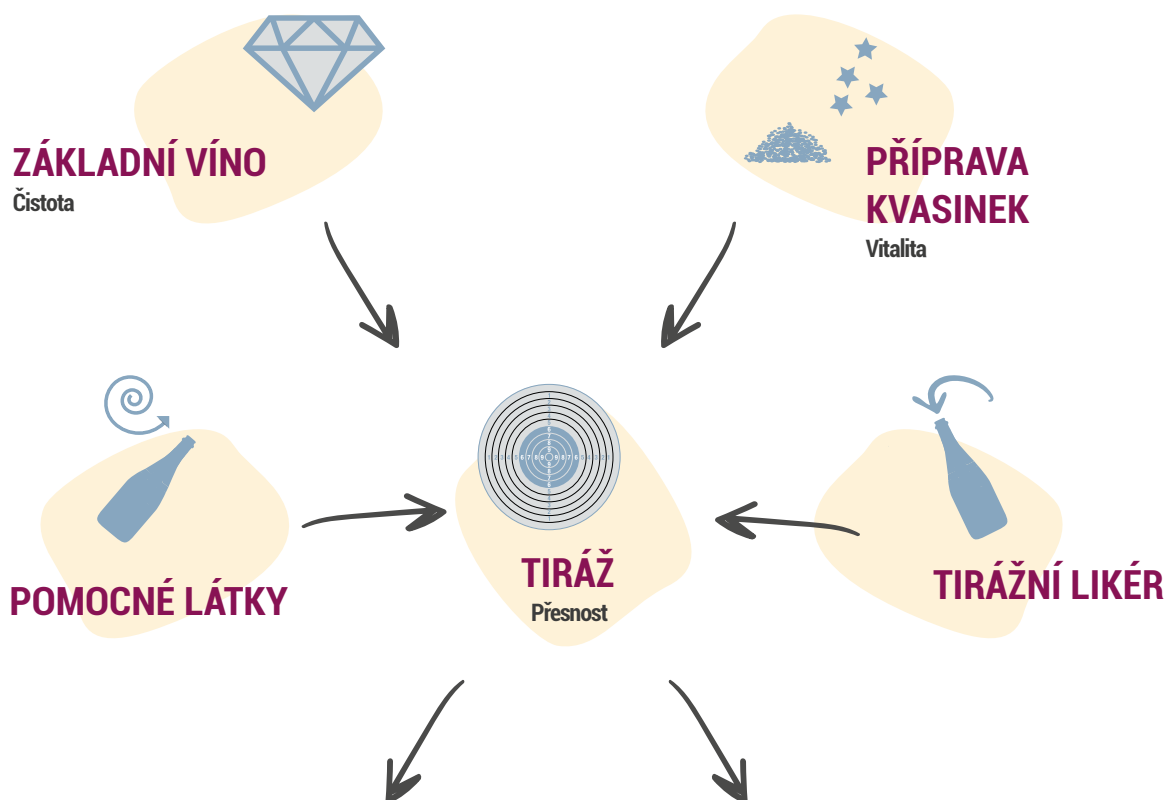 ZÁKLADNÍ VÍNO
Čistota
PŘÍPRAVA
KVASINEK
Vitalita
POMOCNÉ LÁTKY
TIRÁŽ
Přesnost
TIRÁŽNÍ LIKÉR